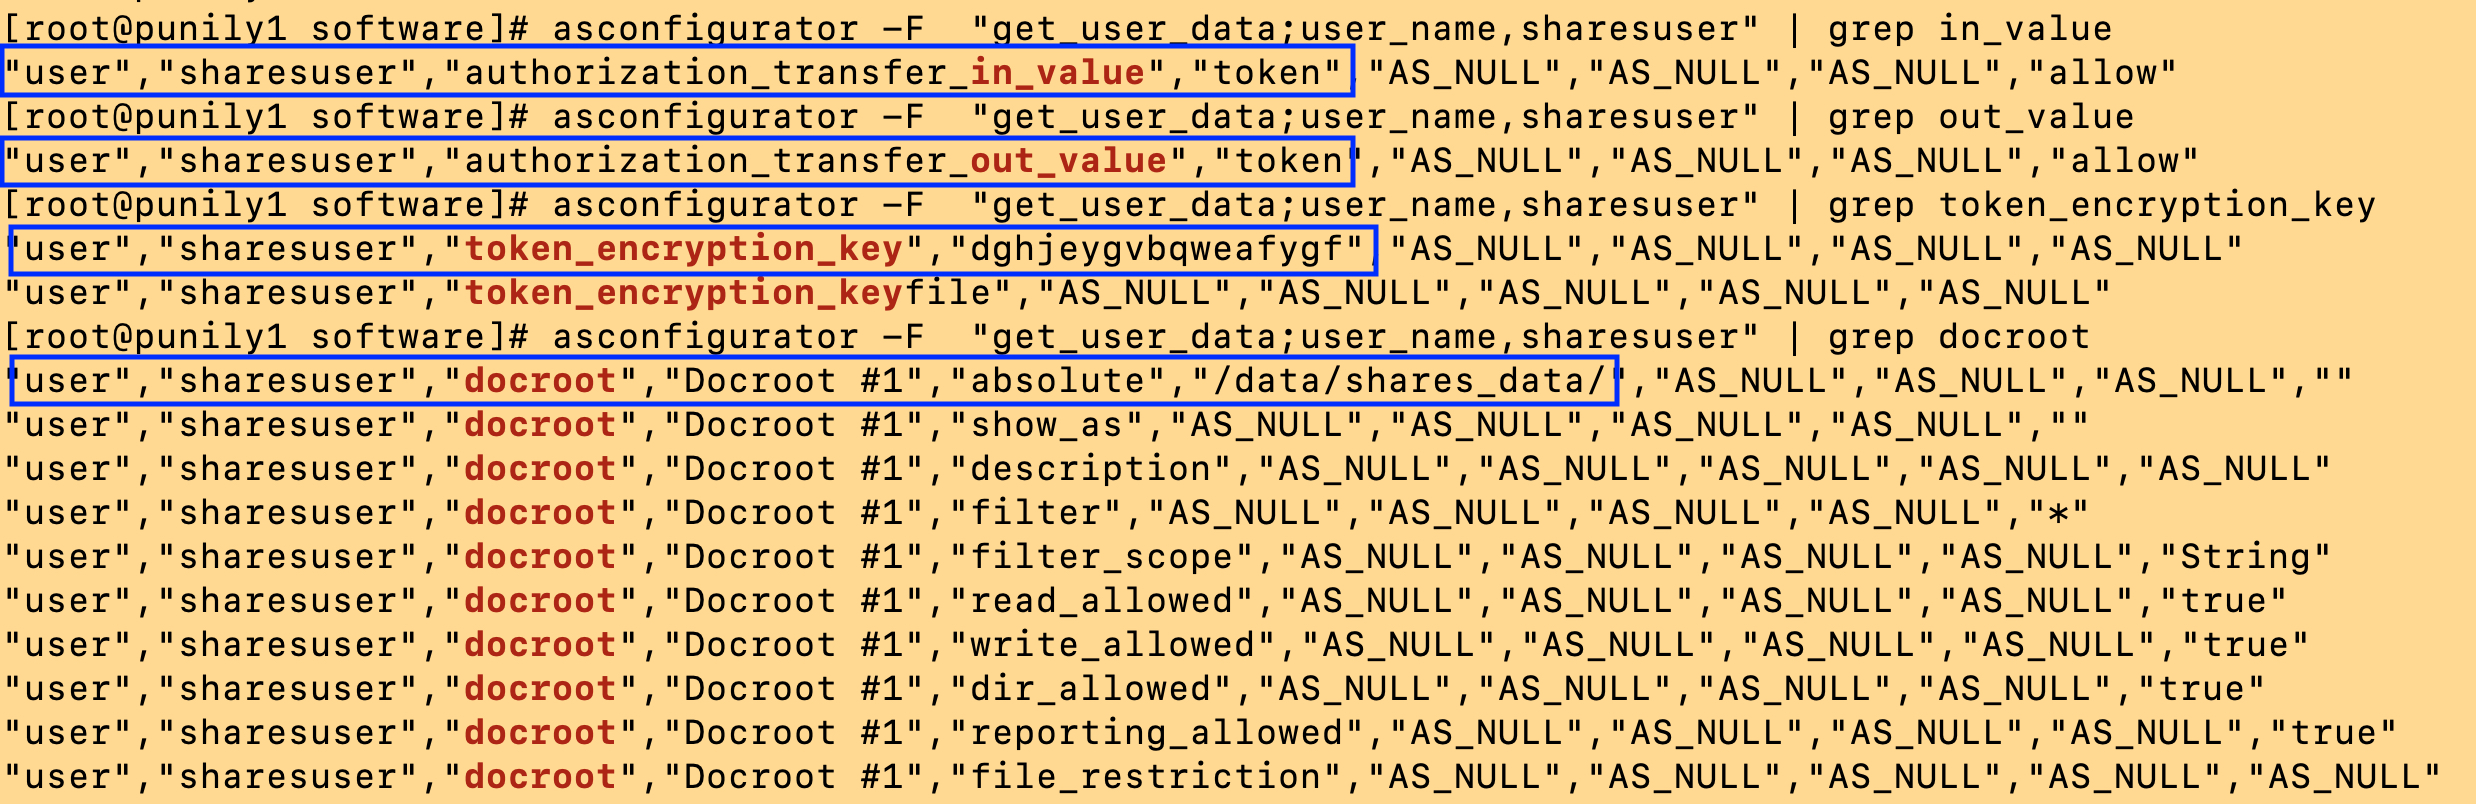 [root@punily1 software]# asconfigurator -F  "get_user_data;user_name,sharesuser" | grep in_value
"user","sharesuser","authorization_transfer_in_value","token","AS_NULL","AS_NULL","AS_NULL","allow"
[root@punily1 software]# asconfigurator -F  "get_user_data;user_name,sharesuser" | grep out_value
"user","sharesuser","authorization_transfer_out_value","token","AS_NULL","AS_NULL","AS_NULL","allow"
[root@punily1 software]# asconfigurator -F  "get_user_data;user_name,sharesuser" | grep token_encryption_key
"user","sharesuser","token_encryption_key","dghjeygvbqweafygf","AS_NULL","AS_NULL","AS_NULL","AS_NULL"
"user","sharesuser","token_encryption_keyfile","AS_NULL","AS_NULL","AS_NULL","AS_NULL","AS_NULL"
[root@punily1 software]# asconfigurator -F  "get_user_data;user_name,sharesuser" | grep docroot
"user","sharesuser","docroot","Docroot #1","absolute","/data/shares_data/","AS_NULL","AS_NULL","AS_NULL",""
"user","sharesuser","docroot","Docroot #1","show_as","AS_NULL","AS_NULL","AS_NULL","AS_NULL",""
"user","sharesuser","docroot","Docroot #1","description","AS_NULL","AS_NULL","AS_NULL","AS_NULL","AS_NULL"
"user","sharesuser","docroot","Docroot #1","filter","AS_NULL","AS_NULL","AS_NULL","AS_NULL","*"
"user","sharesuser","docroot","Docroot #1","filter_scope","AS_NULL","AS_NULL","AS_NULL","AS_NULL","String"
"user","sharesuser","docroot","Docroot #1","read_allowed","AS_NULL","AS_NULL","AS_NULL","AS_NULL","true"
"user","sharesuser","docroot","Docroot #1","write_allowed","AS_NULL","AS_NULL","AS_NULL","AS_NULL","true"
"user","sharesuser","docroot","Docroot #1","dir_allowed","AS_NULL","AS_NULL","AS_NULL","AS_NULL","true"
"user","sharesuser","docroot","Docroot #1","reporting_allowed","AS_NULL","AS_NULL","AS_NULL","AS_NULL","true"
"user","sharesuser","docroot","Docroot #1","file_restriction","AS_NULL","AS_NULL","AS_NULL","AS_NULL","AS_NULL"